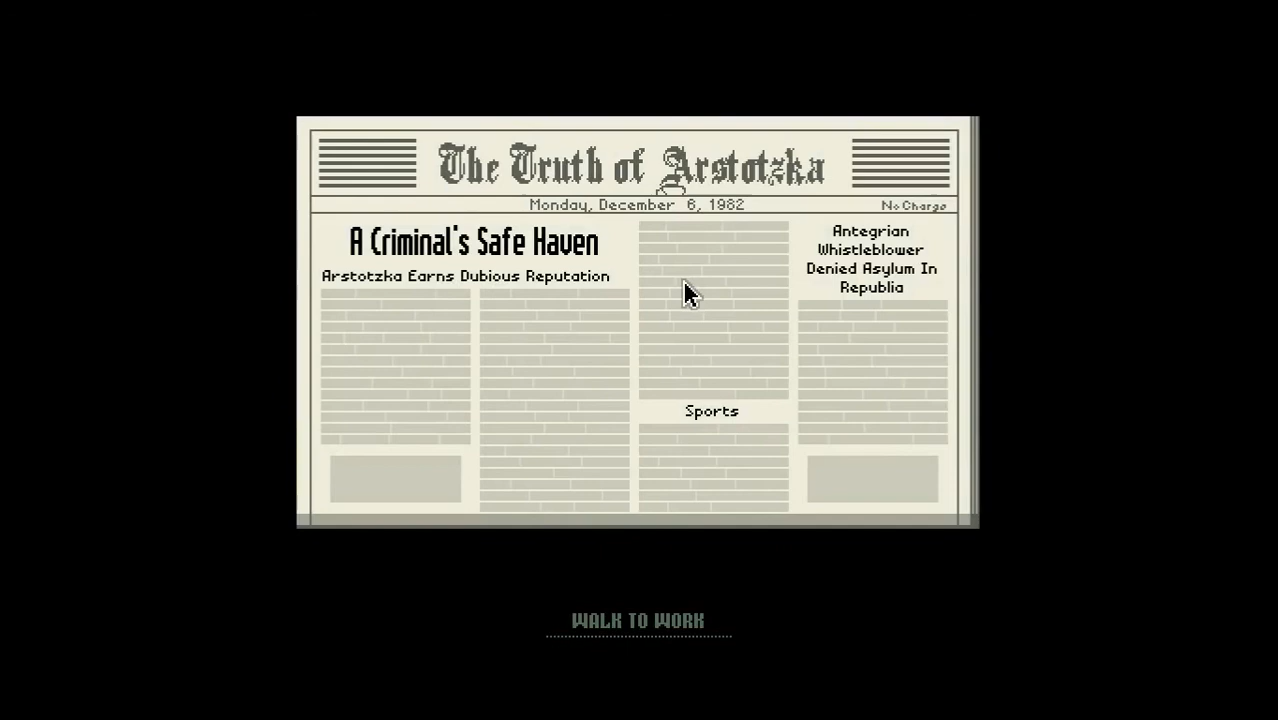 The Truth of Arstotzka
Monday, December 6, 1982
No Charge
A Criminal's Safe Haven
Arstotzka Earns Dubious Reputation
Sports
Antegrian
Whistleblower
Denied Asylum In
Republia
WALK TO WORK